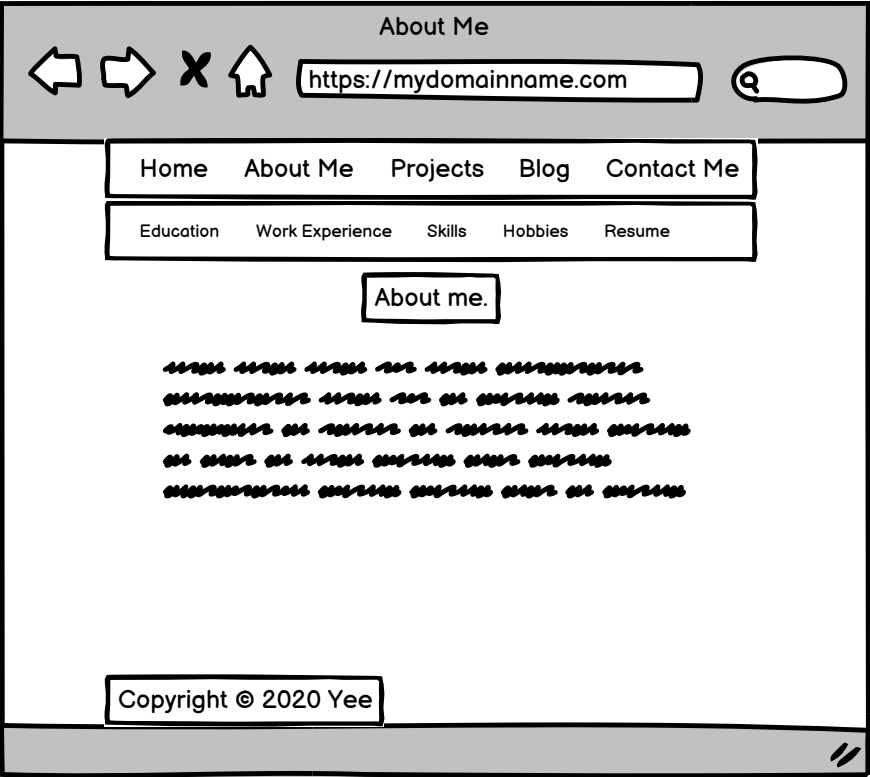 About Me
https://mydomainname.com
Home About Me Projects Blog Contact Me
Education Work Experience Skills Hobbies Resume
About me.
Copyright © 2020 Yee